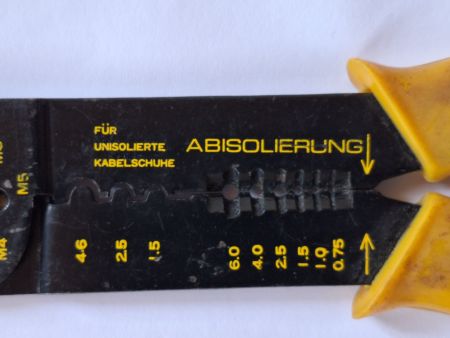 FÜR
UNISOLIERTE
KABELSCHUHE
ABISOLIERUNG
M5
M4
4-6
2.5
1.5
6.0
4.0
2.5
1.5
1.0
0.75